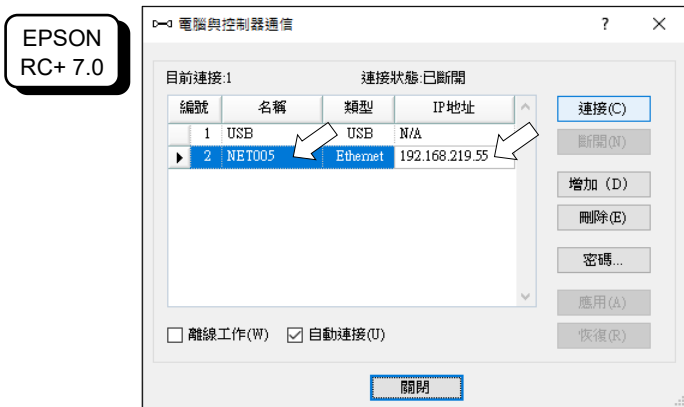 EPSON
RC+ 7.0
電腦與控制器通信
?
目前連接:1 連接狀態:已斷開
編號 名稱 類型 IP地址
1 USB USB N/A
2 NET005 Ethernet 192.168.219.55
連接(C)
斷開(N)
增加 (D)
刪除(E)
密碼...
應用(A)
恢復(R)
離線工作(W) 自動連接(U)
關閉